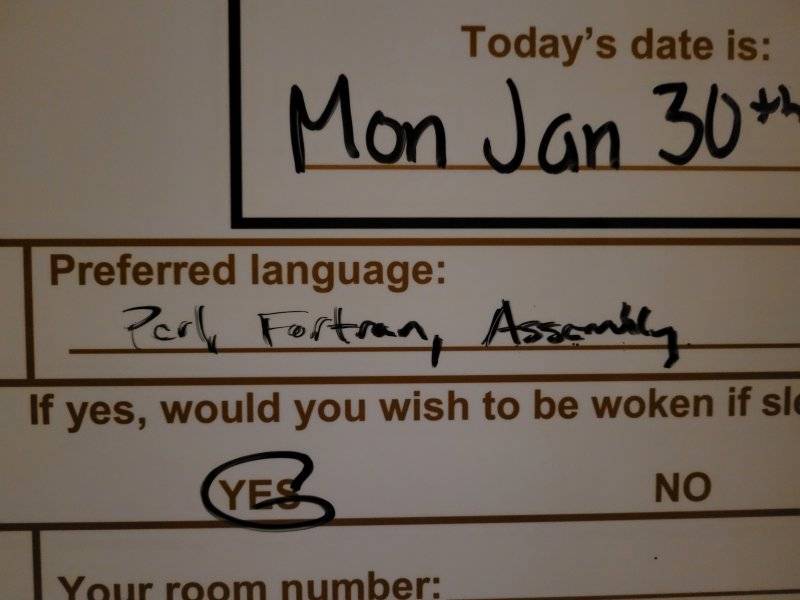 Today's date is:
Mon Jan 30th
Preferred language:
Perl, Fortran, Assembly
If yes, would you wish to be woken if
YES NO
Your room number: